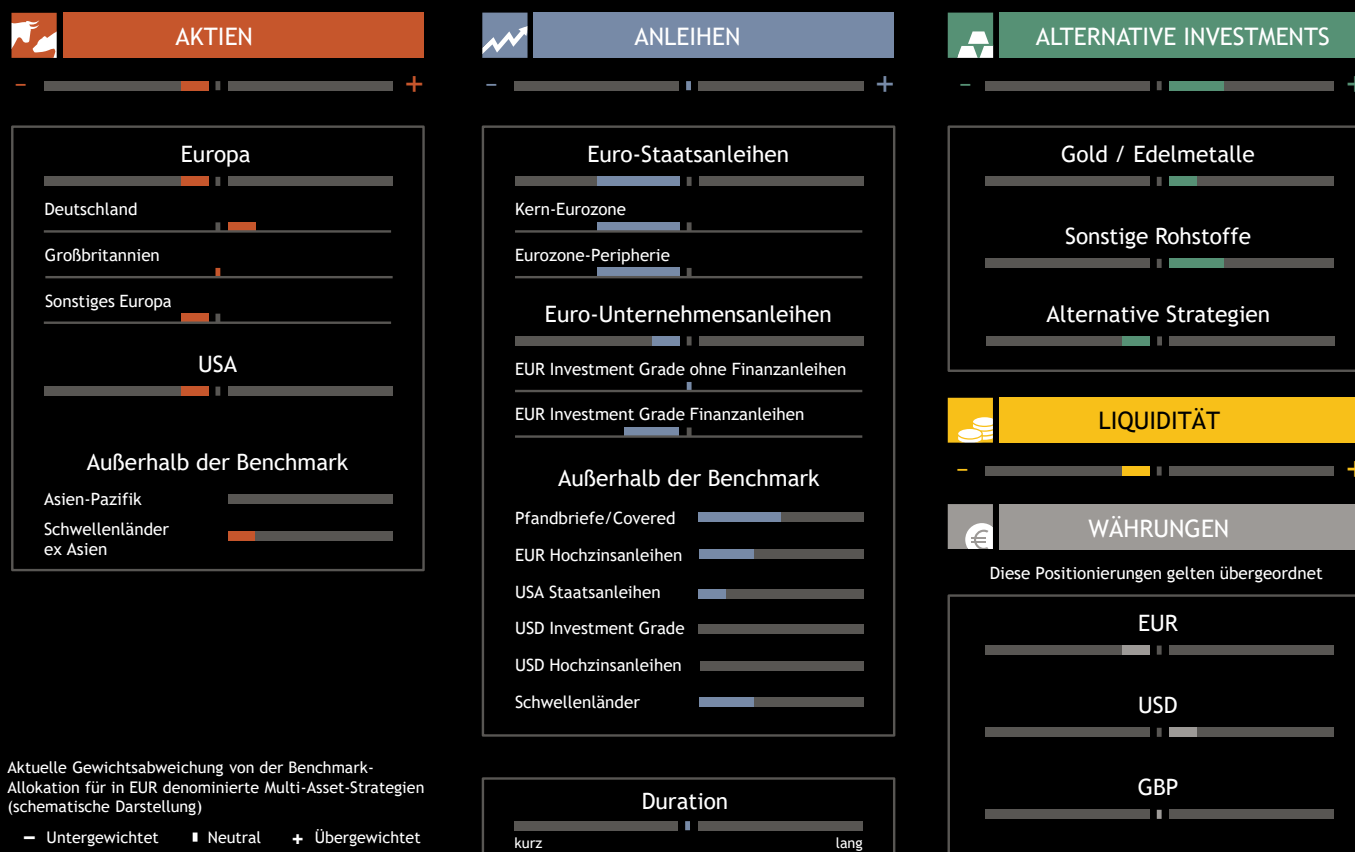 AKTIEN
- +
Europa
Deutschland
Großbritannien
Sonstiges Europa
USA
Außerhalb der Benchmark
Asien-Pazifik
Schwellenländer
ex Asien
Aktuelle Gewichtsabweichung von der Benchmark-
Allokation für in EUR denominierte Multi-Asset-Strategien
(schematische Darstellung)
– Untergewichtet Neutral + Übergewichtet
ANLEIHEN
- +
Euro-Staatsanleihen
Kern-Eurozone
Eurozone-Peripherie
Euro-Unternehmensanleihen
EUR Investment Grade ohne Finanzanleihen
EUR Investment Grade Finanzanleihen
Außerhalb der Benchmark
Pfandbriefe/Covered
EUR Hochzinsanleihen
USA Staatsanleihen
USD Investment Grade
USD Hochzinsanleihen
Schwellenländer
Duration
kurz lang
ALTERNATIVE INVESTMENTS
- +
Gold / Edelmetalle
Sonstige Rohstoffe
Alternative Strategien
LIQUIDITÄT
- +
€ WÄHRUNGEN
Diese Positionierungen gelten übergeordnet
EUR
USD
GBP